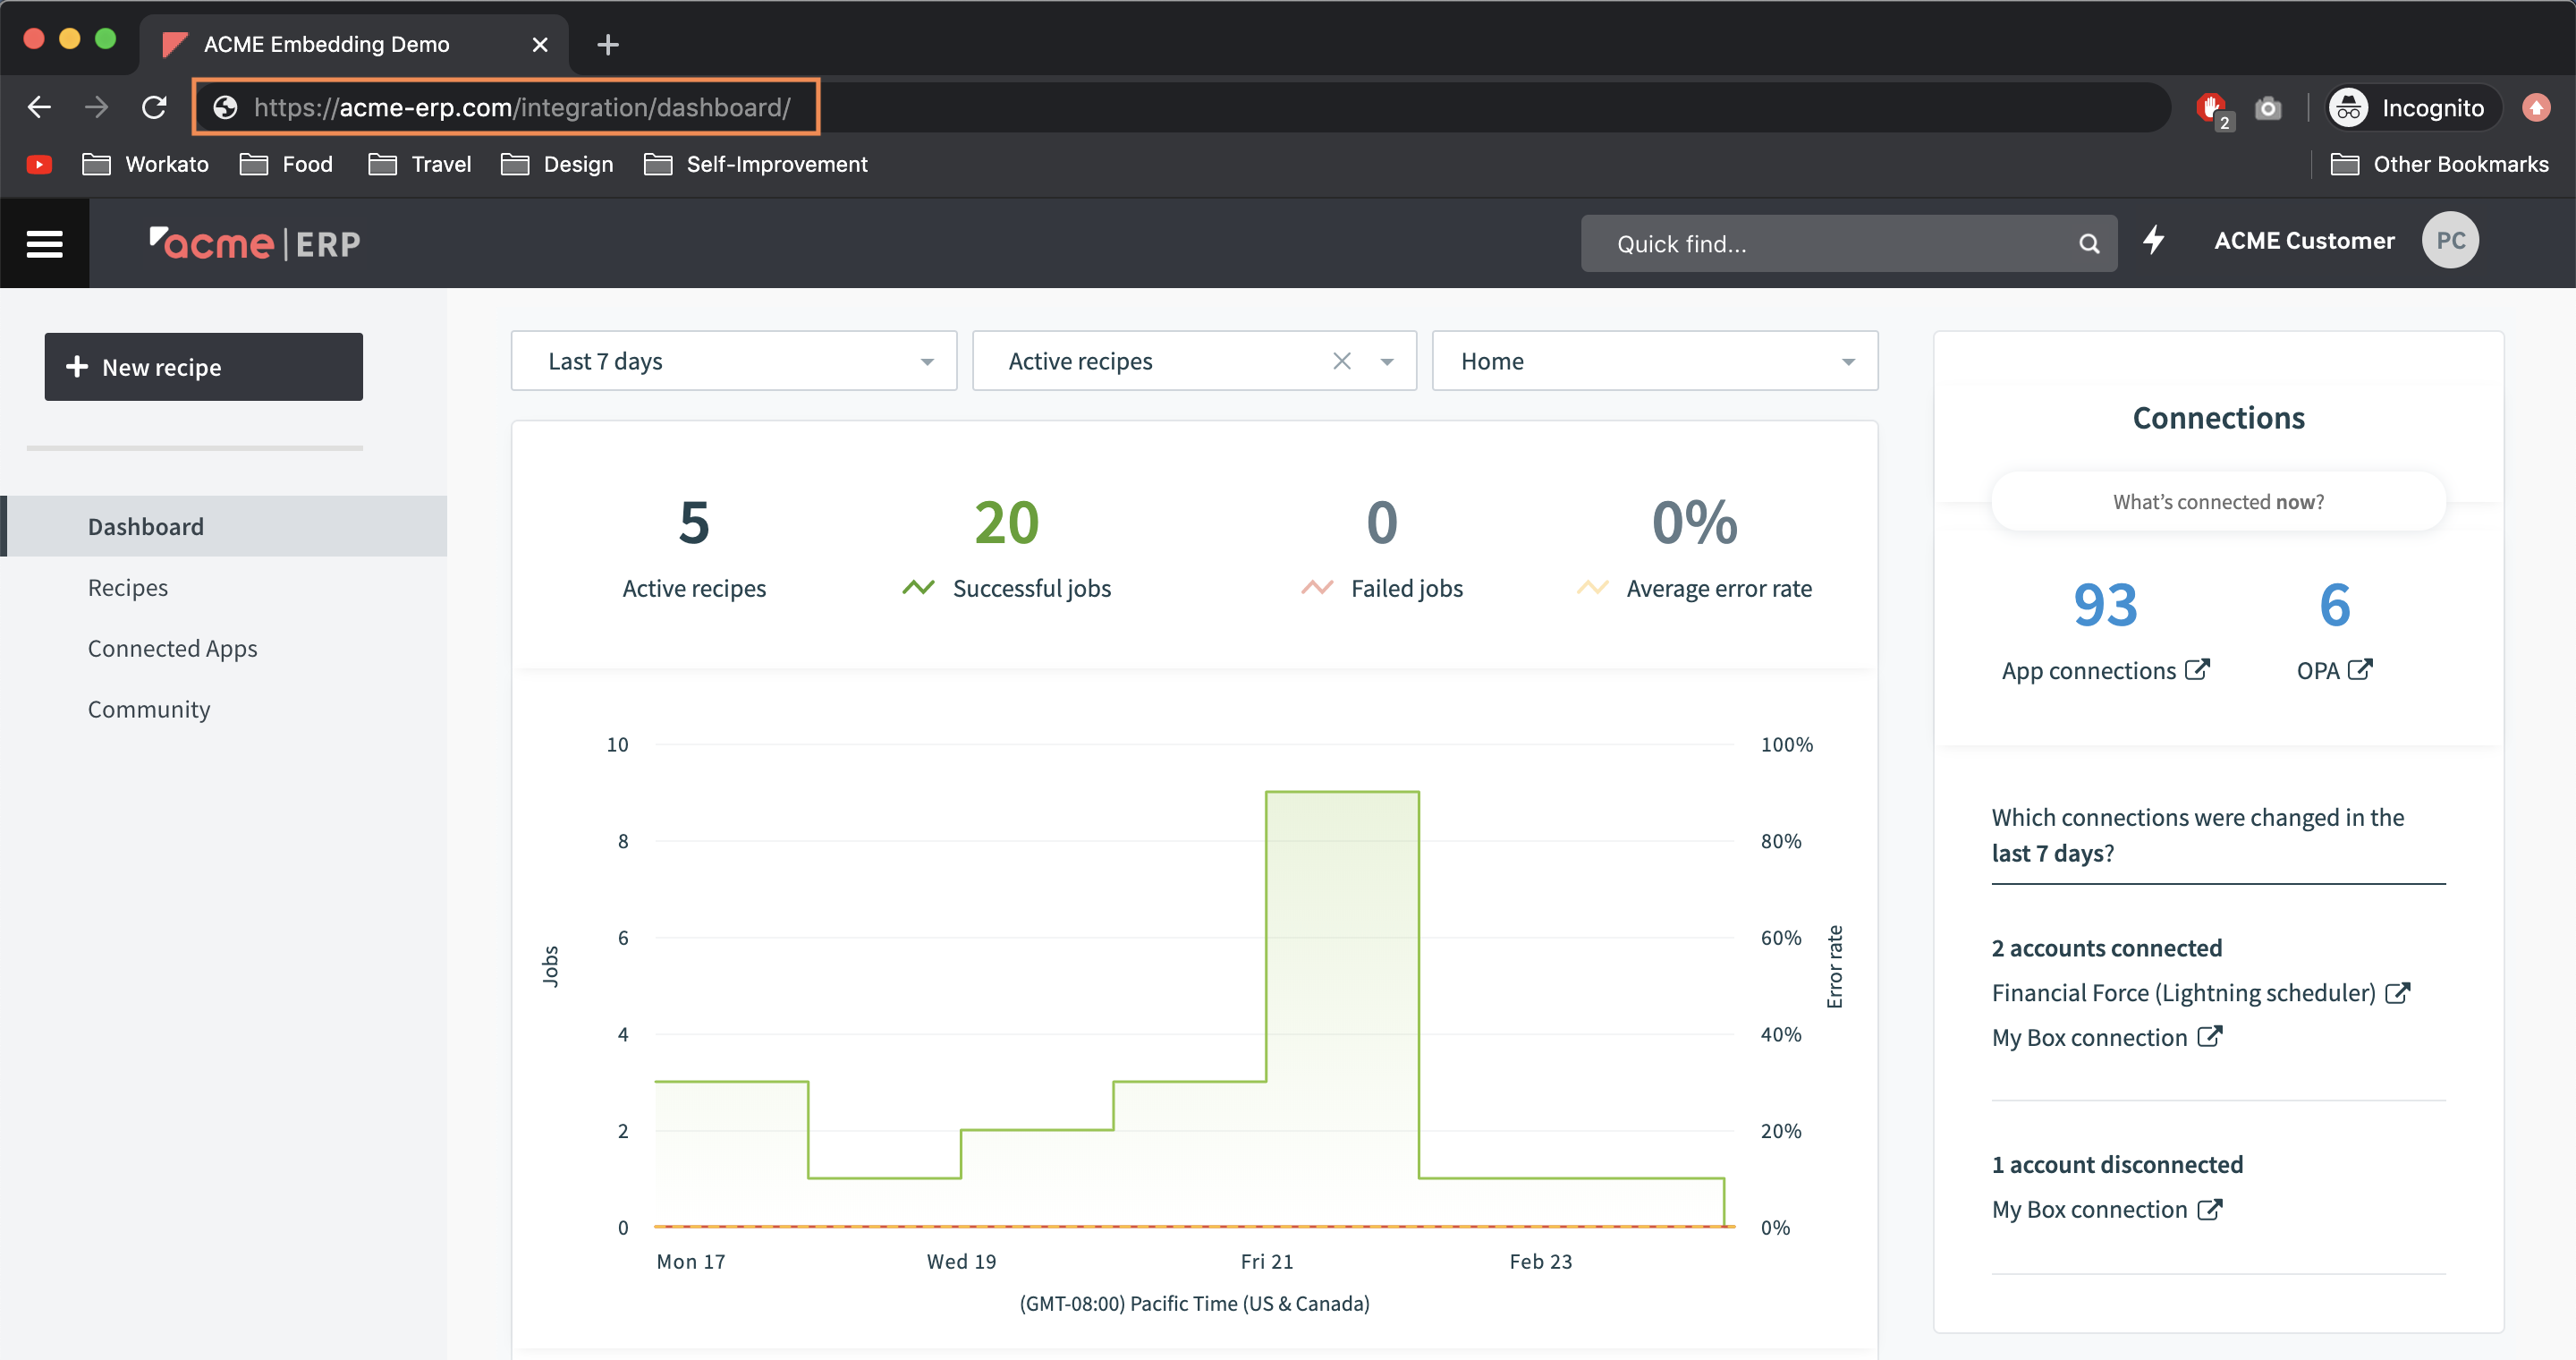 ACME Embedding Demo
https://acme-erp.com/integration/dashboard/
2
Incognito
Workato
Food
Travel
Design
Self-Improvement
Other Bookmarks
acme|ERP
Quick find...
ACME Customer
PC
+ New recipe
Dashboard
Recipes
Connected Apps
Community
Last 7 days
Active recipes
Home
5
20
0
0%
Active recipes
Successful jobs
Failed jobs
Average error rate
10
8
6
4
2
0
Jobs
100%
80%
60%
40%
20%
0%
Error rate
Mon 17
Wed 19
Fri 21
Feb 23
(GMT-08:00) Pacific Time (US & Canada)
Connections
What’s connected now?
93
6
App connections
OPA
Which connections were changed in the
last 7 days?
2 accounts connected
Financial Force (Lightning scheduler)
My Box connection
1 account disconnected
My Box connection